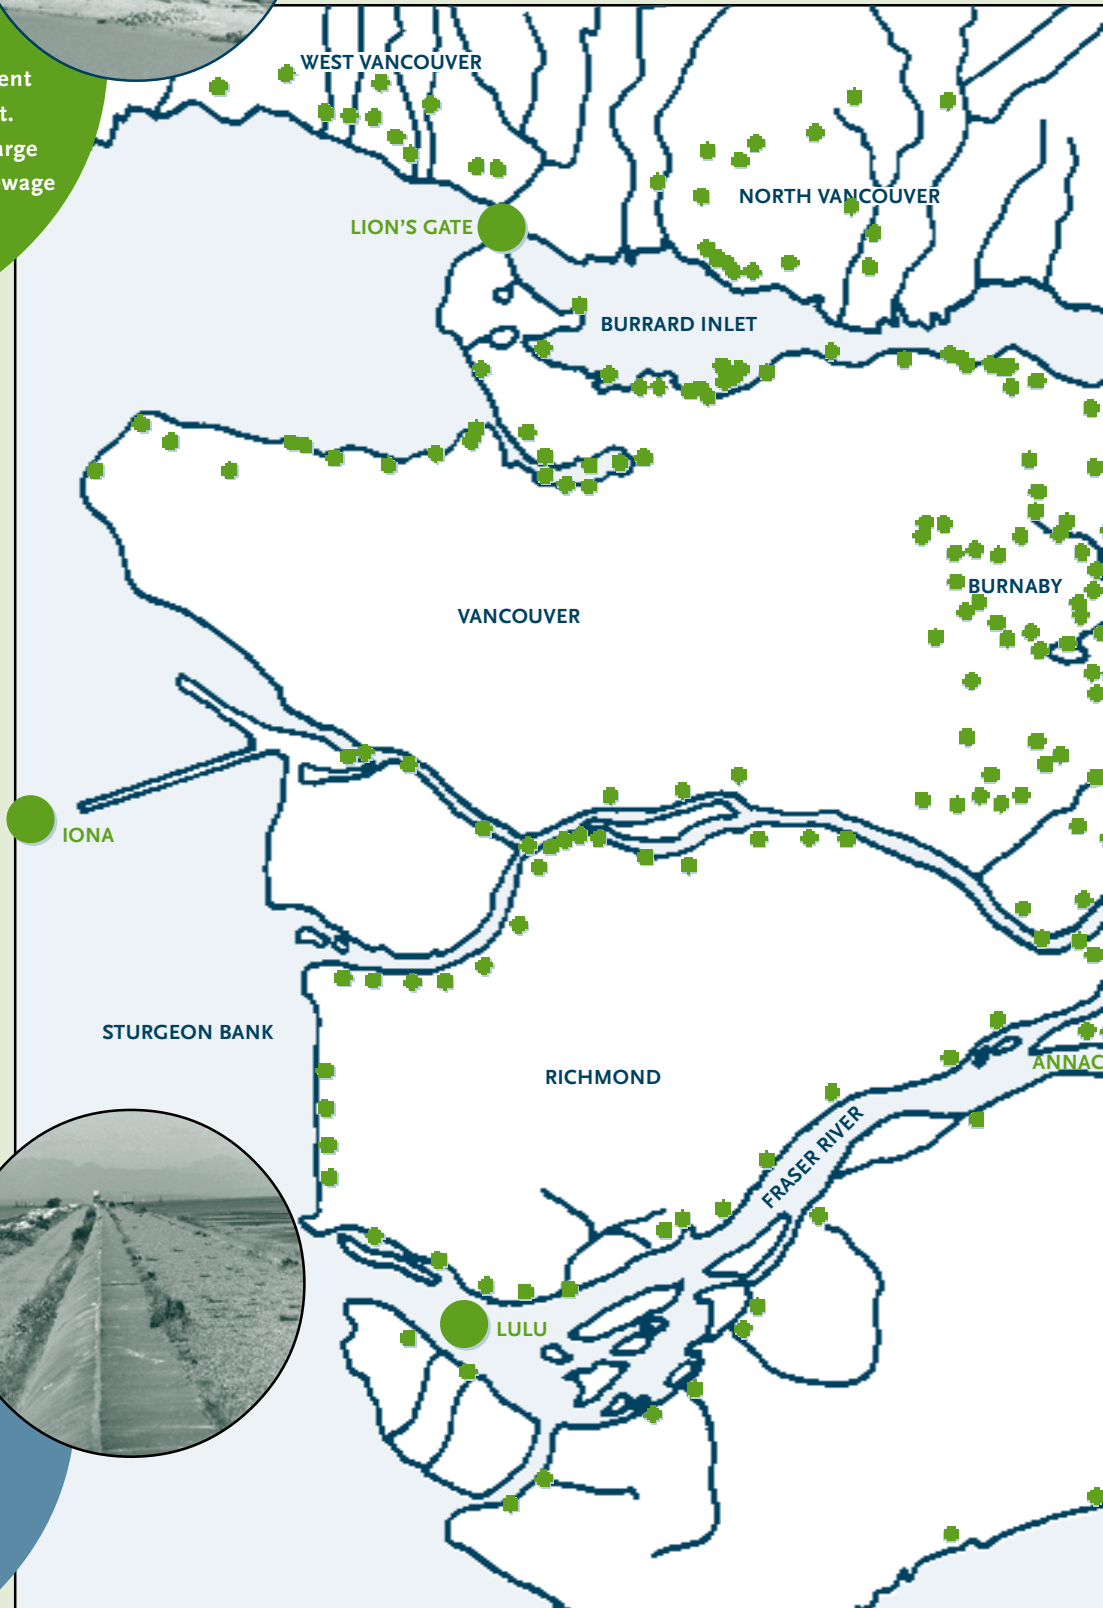 ent
t.
arge
wage
WEST VANCOUVER
NORTH VANCOUVER
LION'S GATE
BURRARD INLET
BURNABY
VANCOUVER
IONA
STURGEON BANK
RICHMOND
ANNAC
FRASER RIVER
LULU